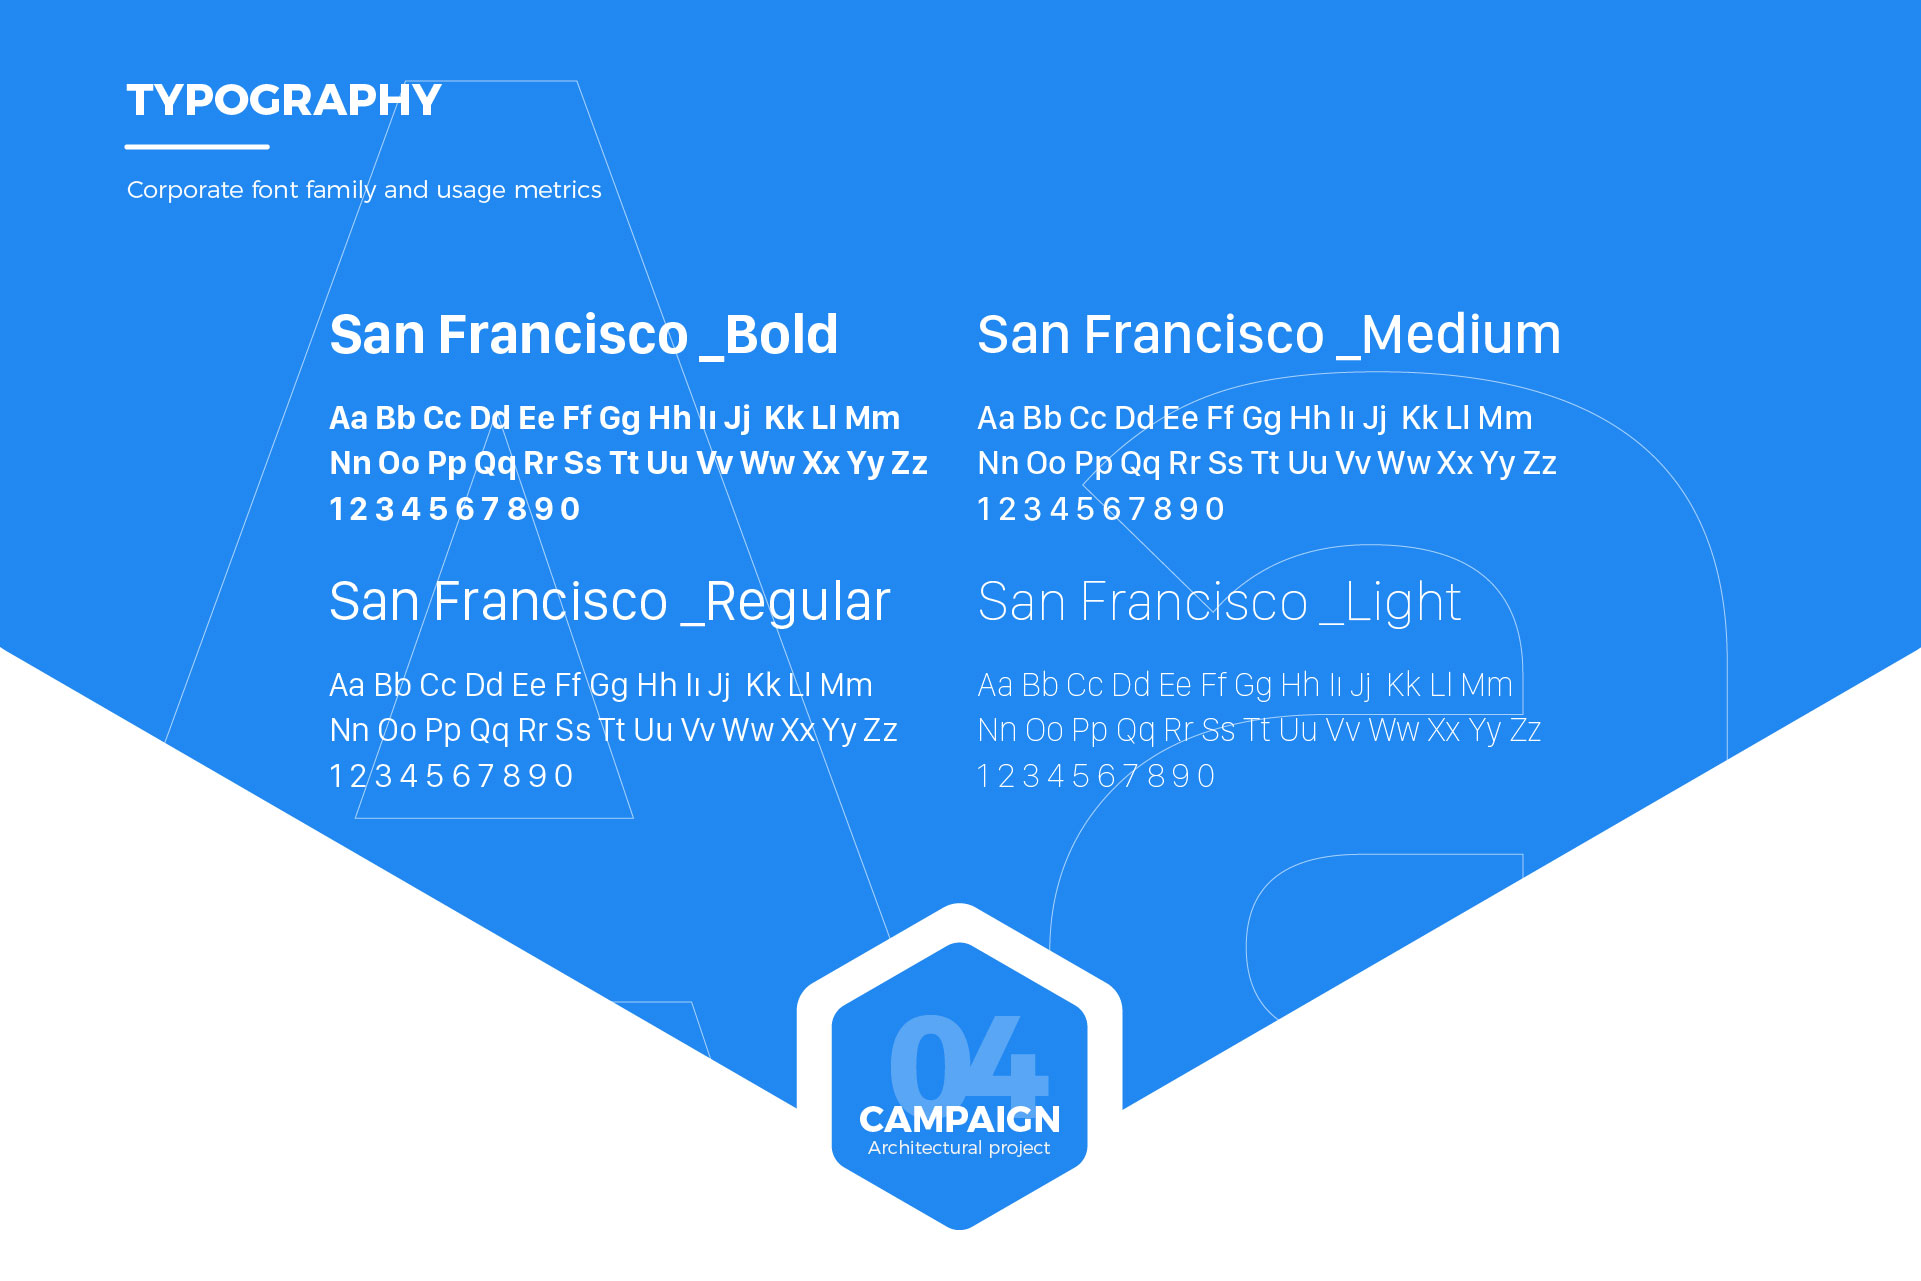 TYPOGRAPHY
Corporate font family and usage metrics
San Francisco _Bold
Aa Bb Cc Dd Ee Ff Gg Hh Iı Jj Kk Ll Mm
Nn Oo Pp Qq Rr Ss Tt Uu Vv Ww Xx Yy Zz
1 2 3 4 5 6 7 8 9 0
San Francisco _Medium
Aa Bb Cc Dd Ee Ff Gg Hh Iı Jj Kk Ll Mm
Nn Oo Pp Qq Rr Ss Tt Uu Vv Ww Xx Yy Zz
1 2 3 4 5 6 7 8 9 0
San Francisco _Regular
Aa Bb Cc Dd Ee Ff Gg Hh Iı Jj Kk Ll Mm
Nn Oo Pp Qq Rr Ss Tt Uu Vv Ww Xx Yy Zz
1 2 3 4 5 6 7 8 9 0
San Francisco _Light
Aa Bb Cc Dd Ee Ff Gg Hh Iı Jj Kk Ll Mm
Nn Oo Pp Qq Rr Ss Tt Uu Vv Ww Xx Yy Zz
1 2 3 4 5 6 7 8 9 0
Aa
04
CAMPAIGN
Architectural project